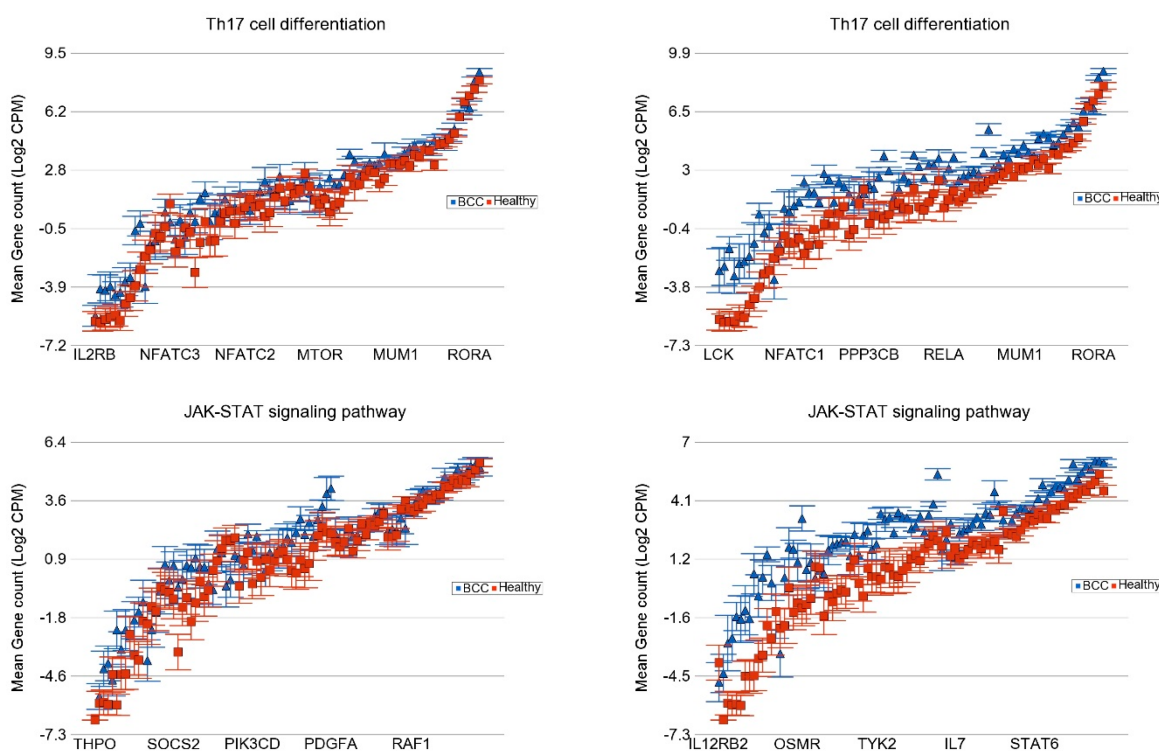 Th17 cell differentiation
Mean Gene count (Log2 CPM)
9.5
6.2
2.8
-0.5
-3.9
-7.2
IL2RB NFATC3 NFATC2 MTOR MUM1 RORA
BCC Healthy
Th17 cell differentiation
Mean Gene count (Log2 CPM)
9.9
6.5
3
-0.4
-3.8
-7.3
LCK NFATC1 PPP3CB RELA MUM1 RORA
BCC Healthy
JAK-STAT signaling pathway
Mean Gene count (Log2 CPM)
6.4
3.6
0.9
-1.8
-4.6
-7.3
THPO SOCS2 PIK3CD PDGFA RAF1
BCC Healthy
JAK-STAT signaling pathway
Mean Gene count (Log2 CPM)
7
4.1
1.2
-1.6
-4.5
-7.3
IL12RB2 OSMR TYK2 IL7 STAT6
BCC Healthy